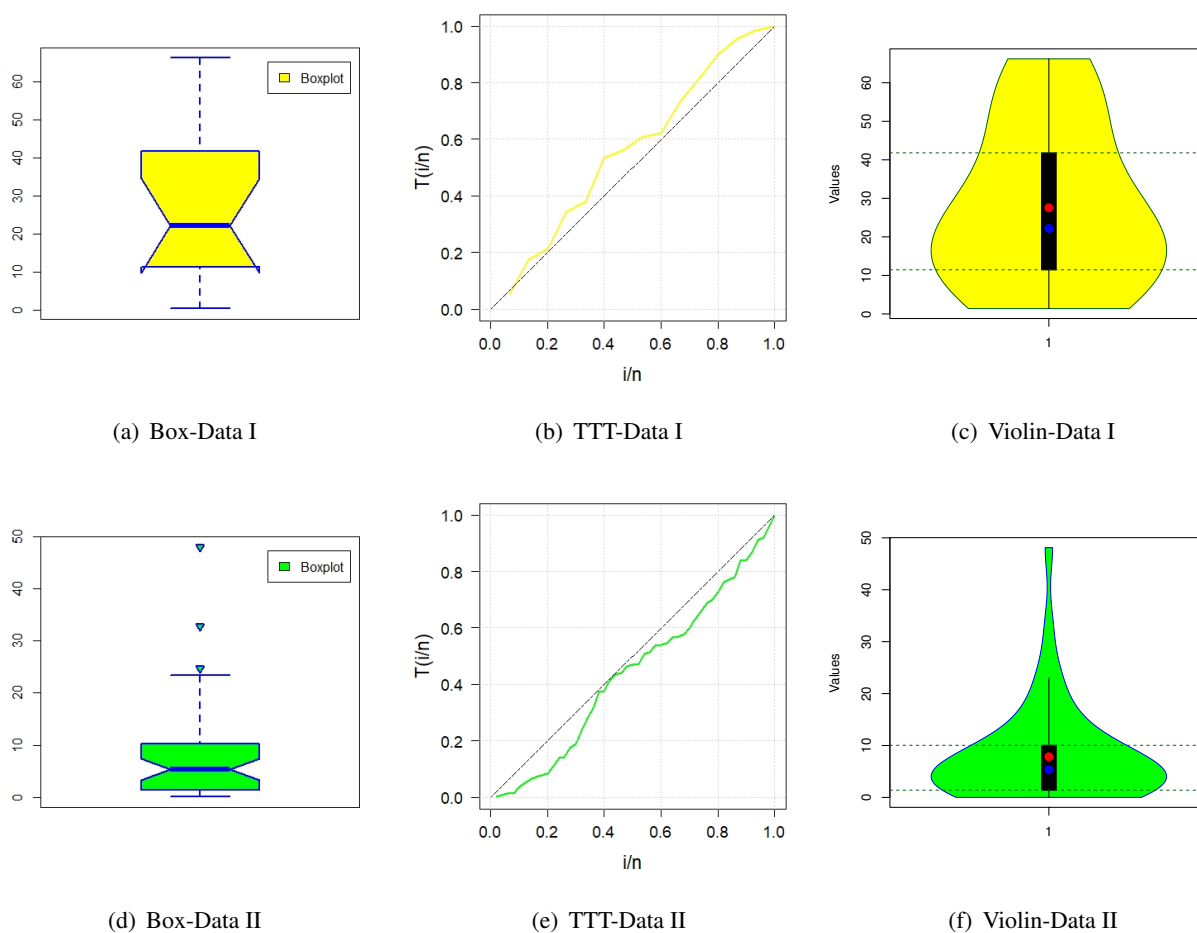 Boxplot
0 10 20 30 40 50 60
(a) Box-Data I
T(i/n)
0.0 0.2 0.4 0.6 0.8 1.0
0.0 0.2 0.4 0.6 0.8 1.0
i/n
(b) TTT-Data I
Values
0 10 20 30 40 50 60
1
(c) Violin-Data I
Boxplot
0 10 20 30 40 50
(d) Box-Data II
T(i/n)
0.0 0.2 0.4 0.6 0.8 1.0
0.0 0.2 0.4 0.6 0.8 1.0
i/n
(e) TTT-Data II
Values
0 10 20 30 40 50
1
(f) Violin-Data II